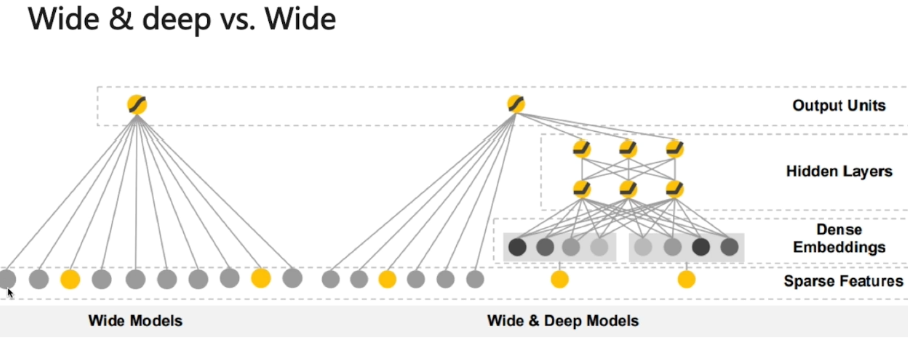 Wide & deep vs. Wide
Output Units
Hidden Layers
Dense
Embeddings
Sparse Features
Wide Models
Wide & Deep Models